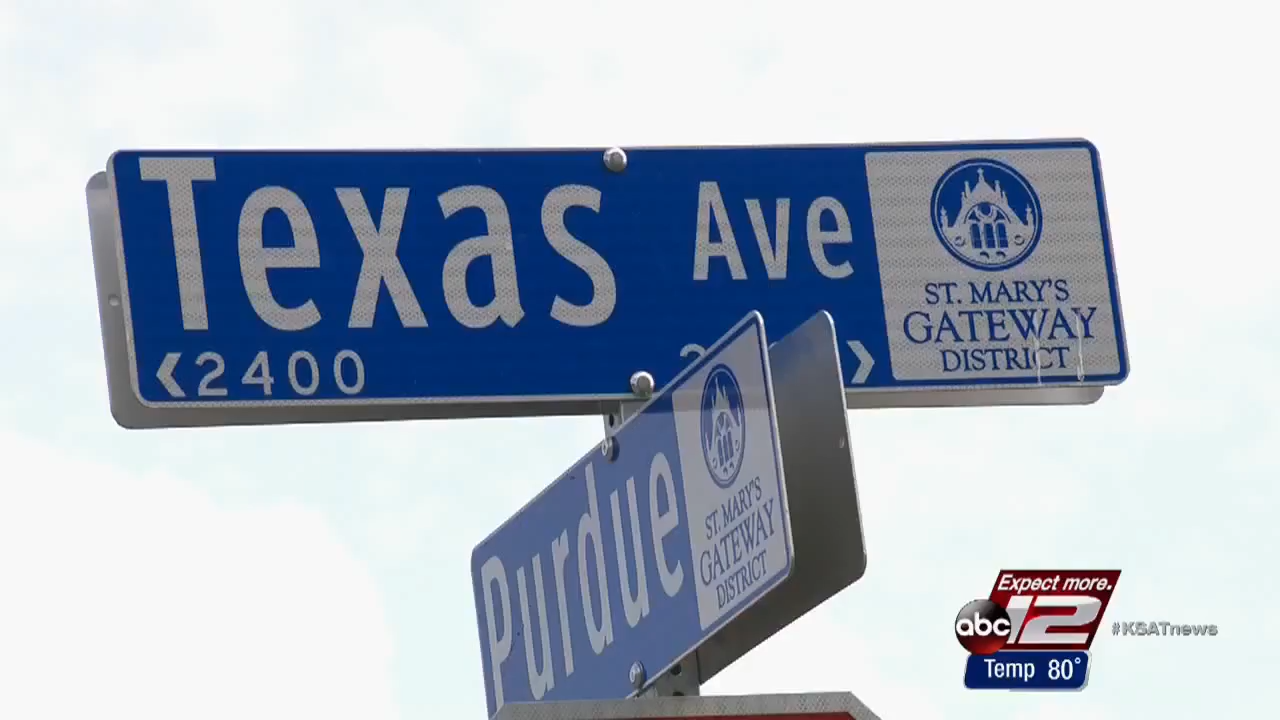 Texas Ave
2400
ST. MARY'S
GATEWAY
DISTRICT
Purdue
ST. MARY'S
GATEWAY
DISTRICT
Expect more.
abc 12
#KSATnews
Temp 80°